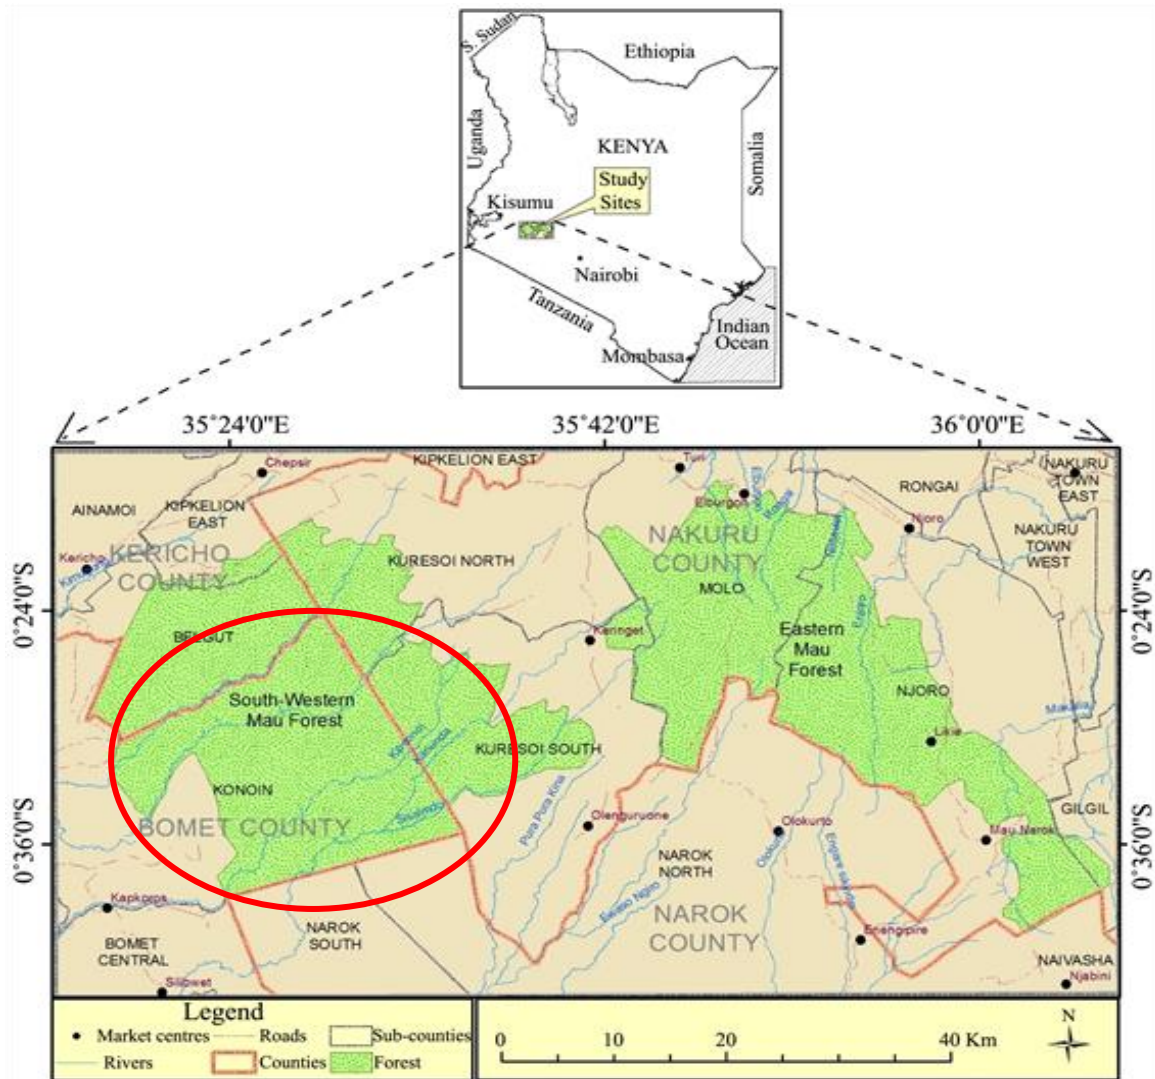 S. Sudan
Ethiopia
Uganda
KENYA
Somalia
Study
Sites
Kisumu
Nairobi
Tanzania
Indian
Ocean
Mombasa
35°24'0"E
35°42'0"E
36°0'0"E
Chepsir
KIPKELION EAST
Turi
NAKURU
TOWN
EAST
AINAMOI
KIPKELION
EAST
Elburgon
RONGAI
Njoro
Kericho
KERICHO
COUNTY
KURESOI NORTH
NAKURU
COUNTY
MOLO
NAKURU
TOWN
WEST
0°24'0"S
0°24'0"S
BELGUT
Keringet
Eastern
Mau
Forest
South-Western
Mau Forest
NJORO
Makalia
Likie
KURESOI SOUTH
KONOIN
BOMET COUNTY
Pura Pura Kina
Olenguruone
Olokurto
GILGIL
Mau Narok
0°36'0"S
0°36'0"S
NAROK
NORTH
Kapkoros
NAROK
SOUTH
NAROK
COUNTY
Enengipire
BOMET
CENTRAL
NAIVASHA
Njabini
Silibwet
Legend
Market centres
Roads
Sub-counties
Rivers
Counties
Forest
0 10 20 40 Km
N